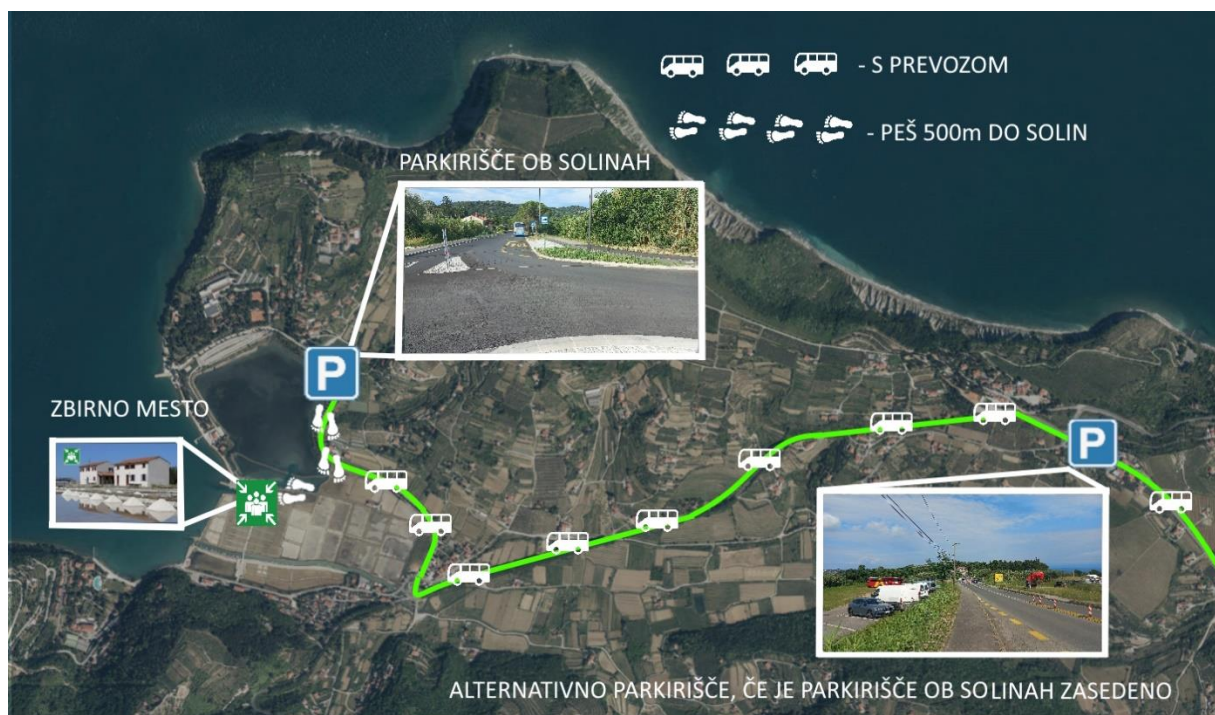 - S PREVOZOM
- PEŠ 500m DO SOLIN
PARKIRIŠČE OB SOLINAH
P
ZBIRNO MESTO
P
ALTERNATIVNO PARKIRIŠČE, ČE JE PARKIRIŠČE OB SOLINAH ZASEDENO